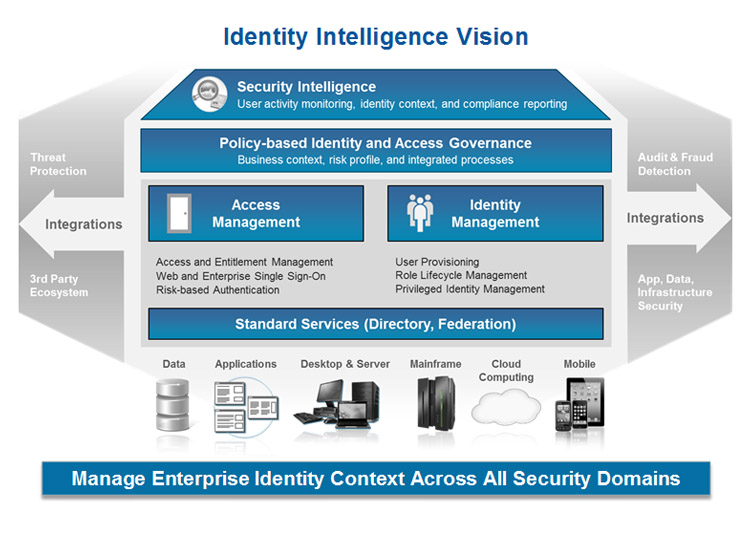 Identity Intelligence Vision
Security Intelligence
User activity monitoring, identity context, and compliance reporting
Policy-based Identity and Access Governance
Business context, risk profile, and integrated processes
Threat
Protection
Integrations
3rd Party
Ecosystem
Access
Management
Access and Entitlement Management
Web and Enterprise Single Sign-On
Risk-based Authentication
Identity
Management
User Provisioning
Role Lifecycle Management
Privileged Identity Management
Standard Services (Directory, Federation)
Audit & Fraud
Detection
Integrations
App, Data,
Infrastructure
Security
Data
Applications
Desktop & Server
Mainframe
Cloud
Computing
Mobile
Manage Enterprise Identity Context Across All Security Domains